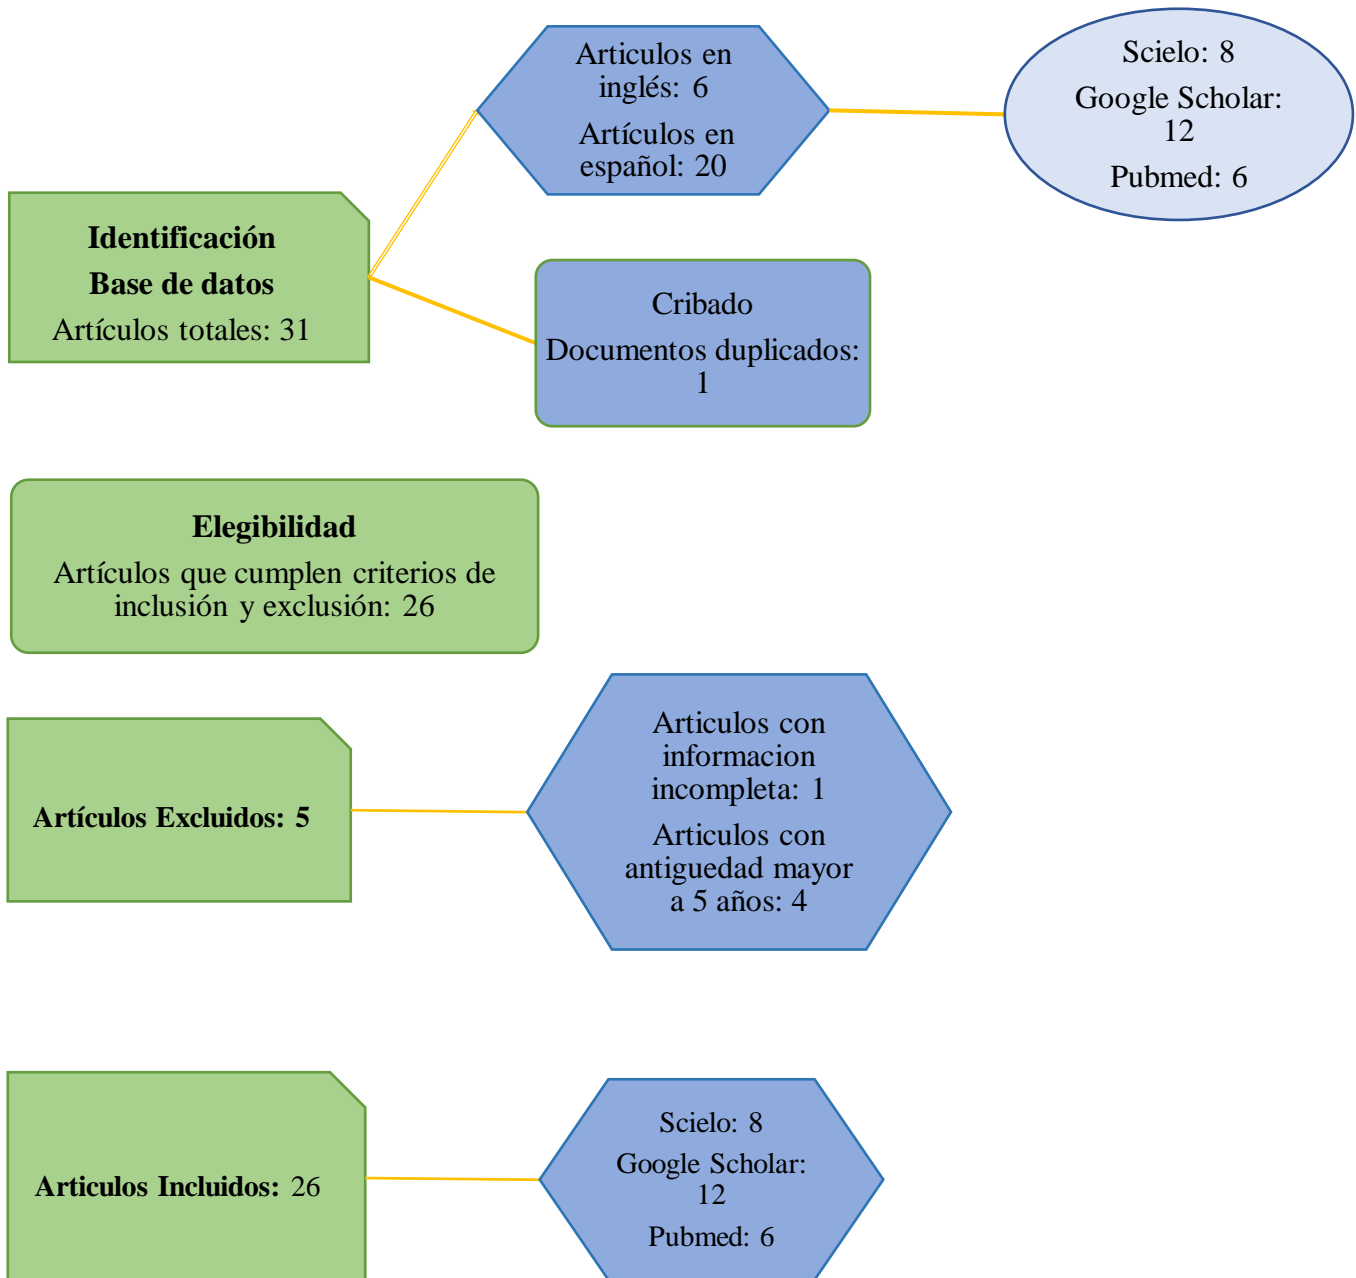 Identificación
Base de datos
Artículos totales: 31
Articulos en
inglés: 6
Artículos en
español: 20
Scielo: 8
Google Scholar:
12
Pubmed: 6
Cribado
Documentos duplicados:
1
Elegibilidad
Artículos que cumplen criterios de
inclusión y exclusión: 26
Artículos Excluidos: 5
Articulos con
informacion
incompleta: 1
Articulos con
antiguedad mayor
a 5 años: 4
Articulos Incluidos: 26
Scielo: 8
Google Scholar:
12
Pubmed: 6